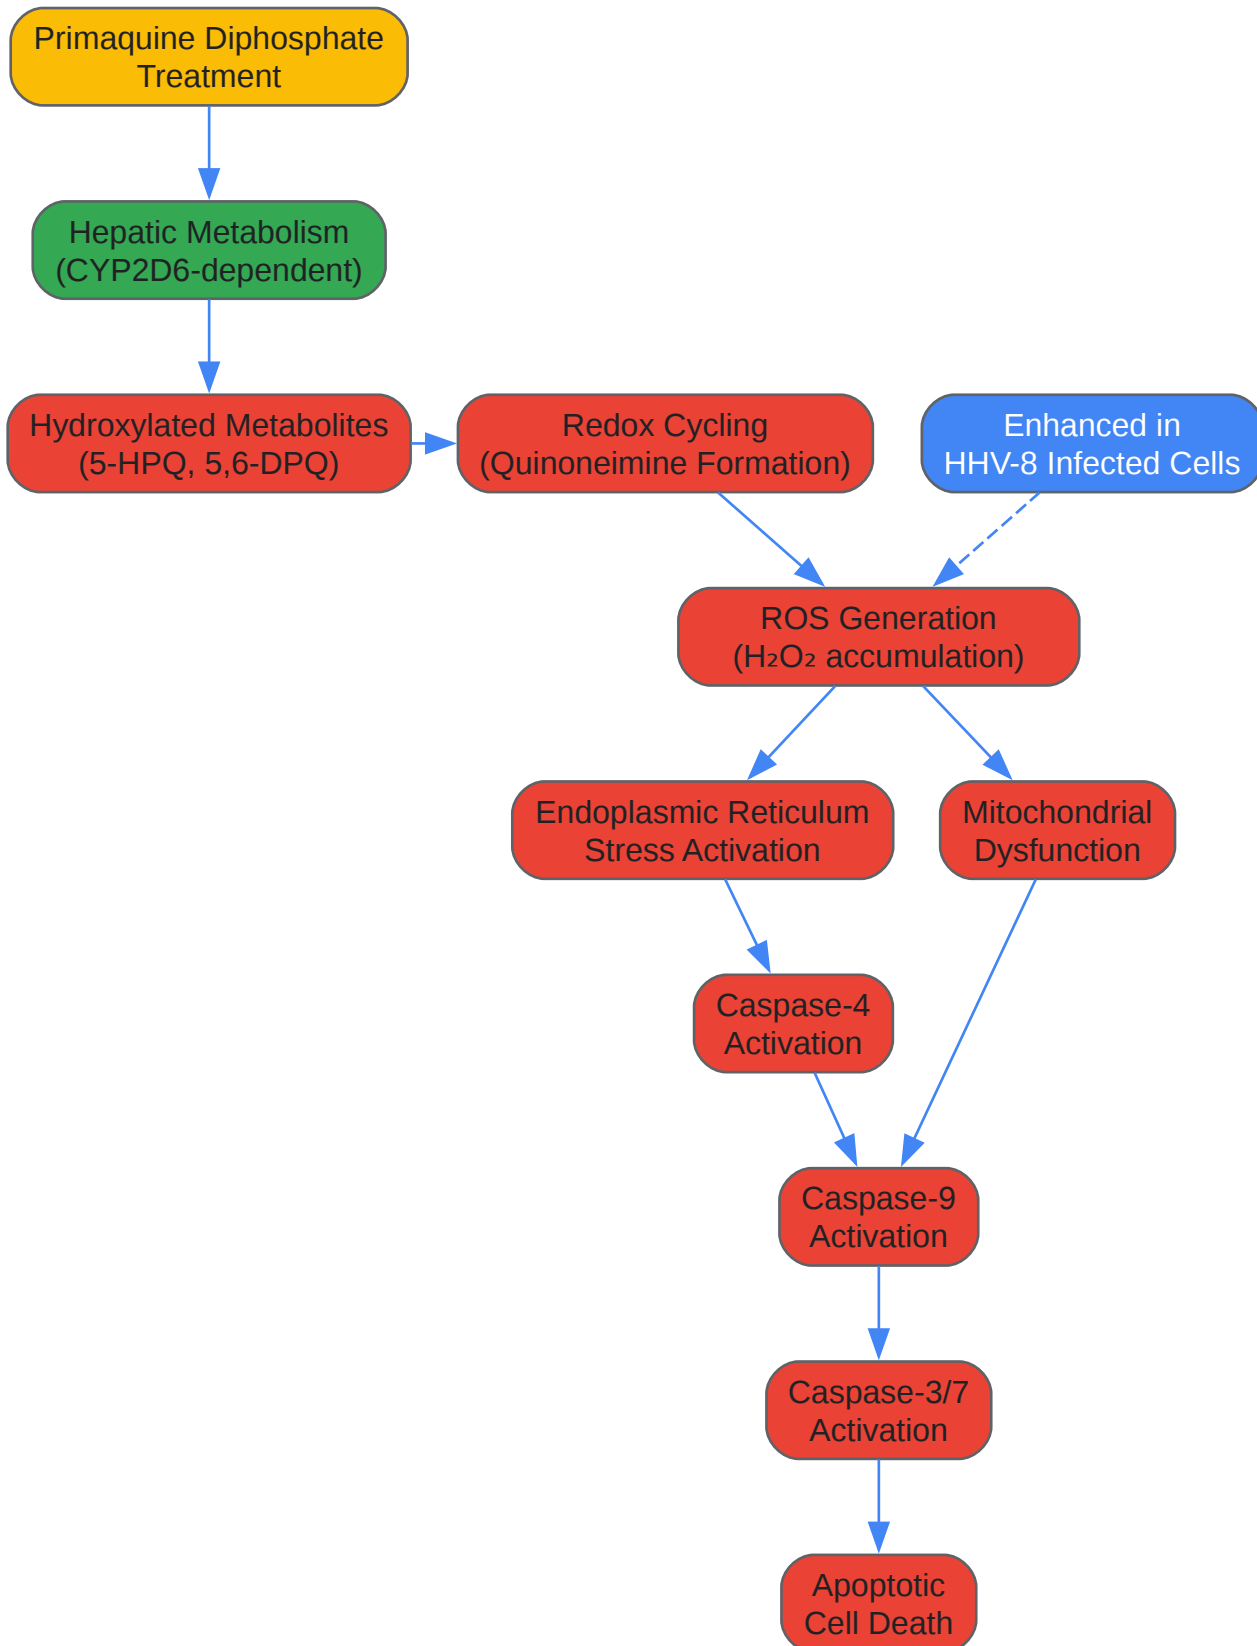 Primaquine Diphosphate
Treatment
Hepatic Metabolism
(CYP2D6-dependent)
Hydroxylated Metabolites
(5-HPQ, 5,6-DPQ)
Redox Cycling
(Quinoneimine Formation)
Enhanced in
HHV-8 Infected Cells
ROS Generation
(H₂O₂ accumulation)
Endoplasmic Reticulum
Stress Activation
Mitochondrial
Dysfunction
Caspase-4
Activation
Caspase-9
Activation
Caspase-3/7
Activation
Apoptotic
Cell Death